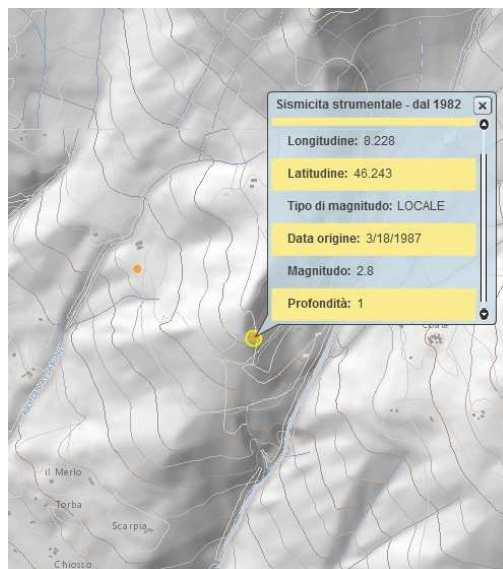 Sismicita strumentale - dal 1982
Longitudine: 8.228
Latitudine: 46.243
Tipo di magnitudo: LOCALE
Data origine: 3/18/1987
Magnitudo: 2.8
Profondità: 1
Coste
il Merlo
Torba
Scarpia
Chiosso